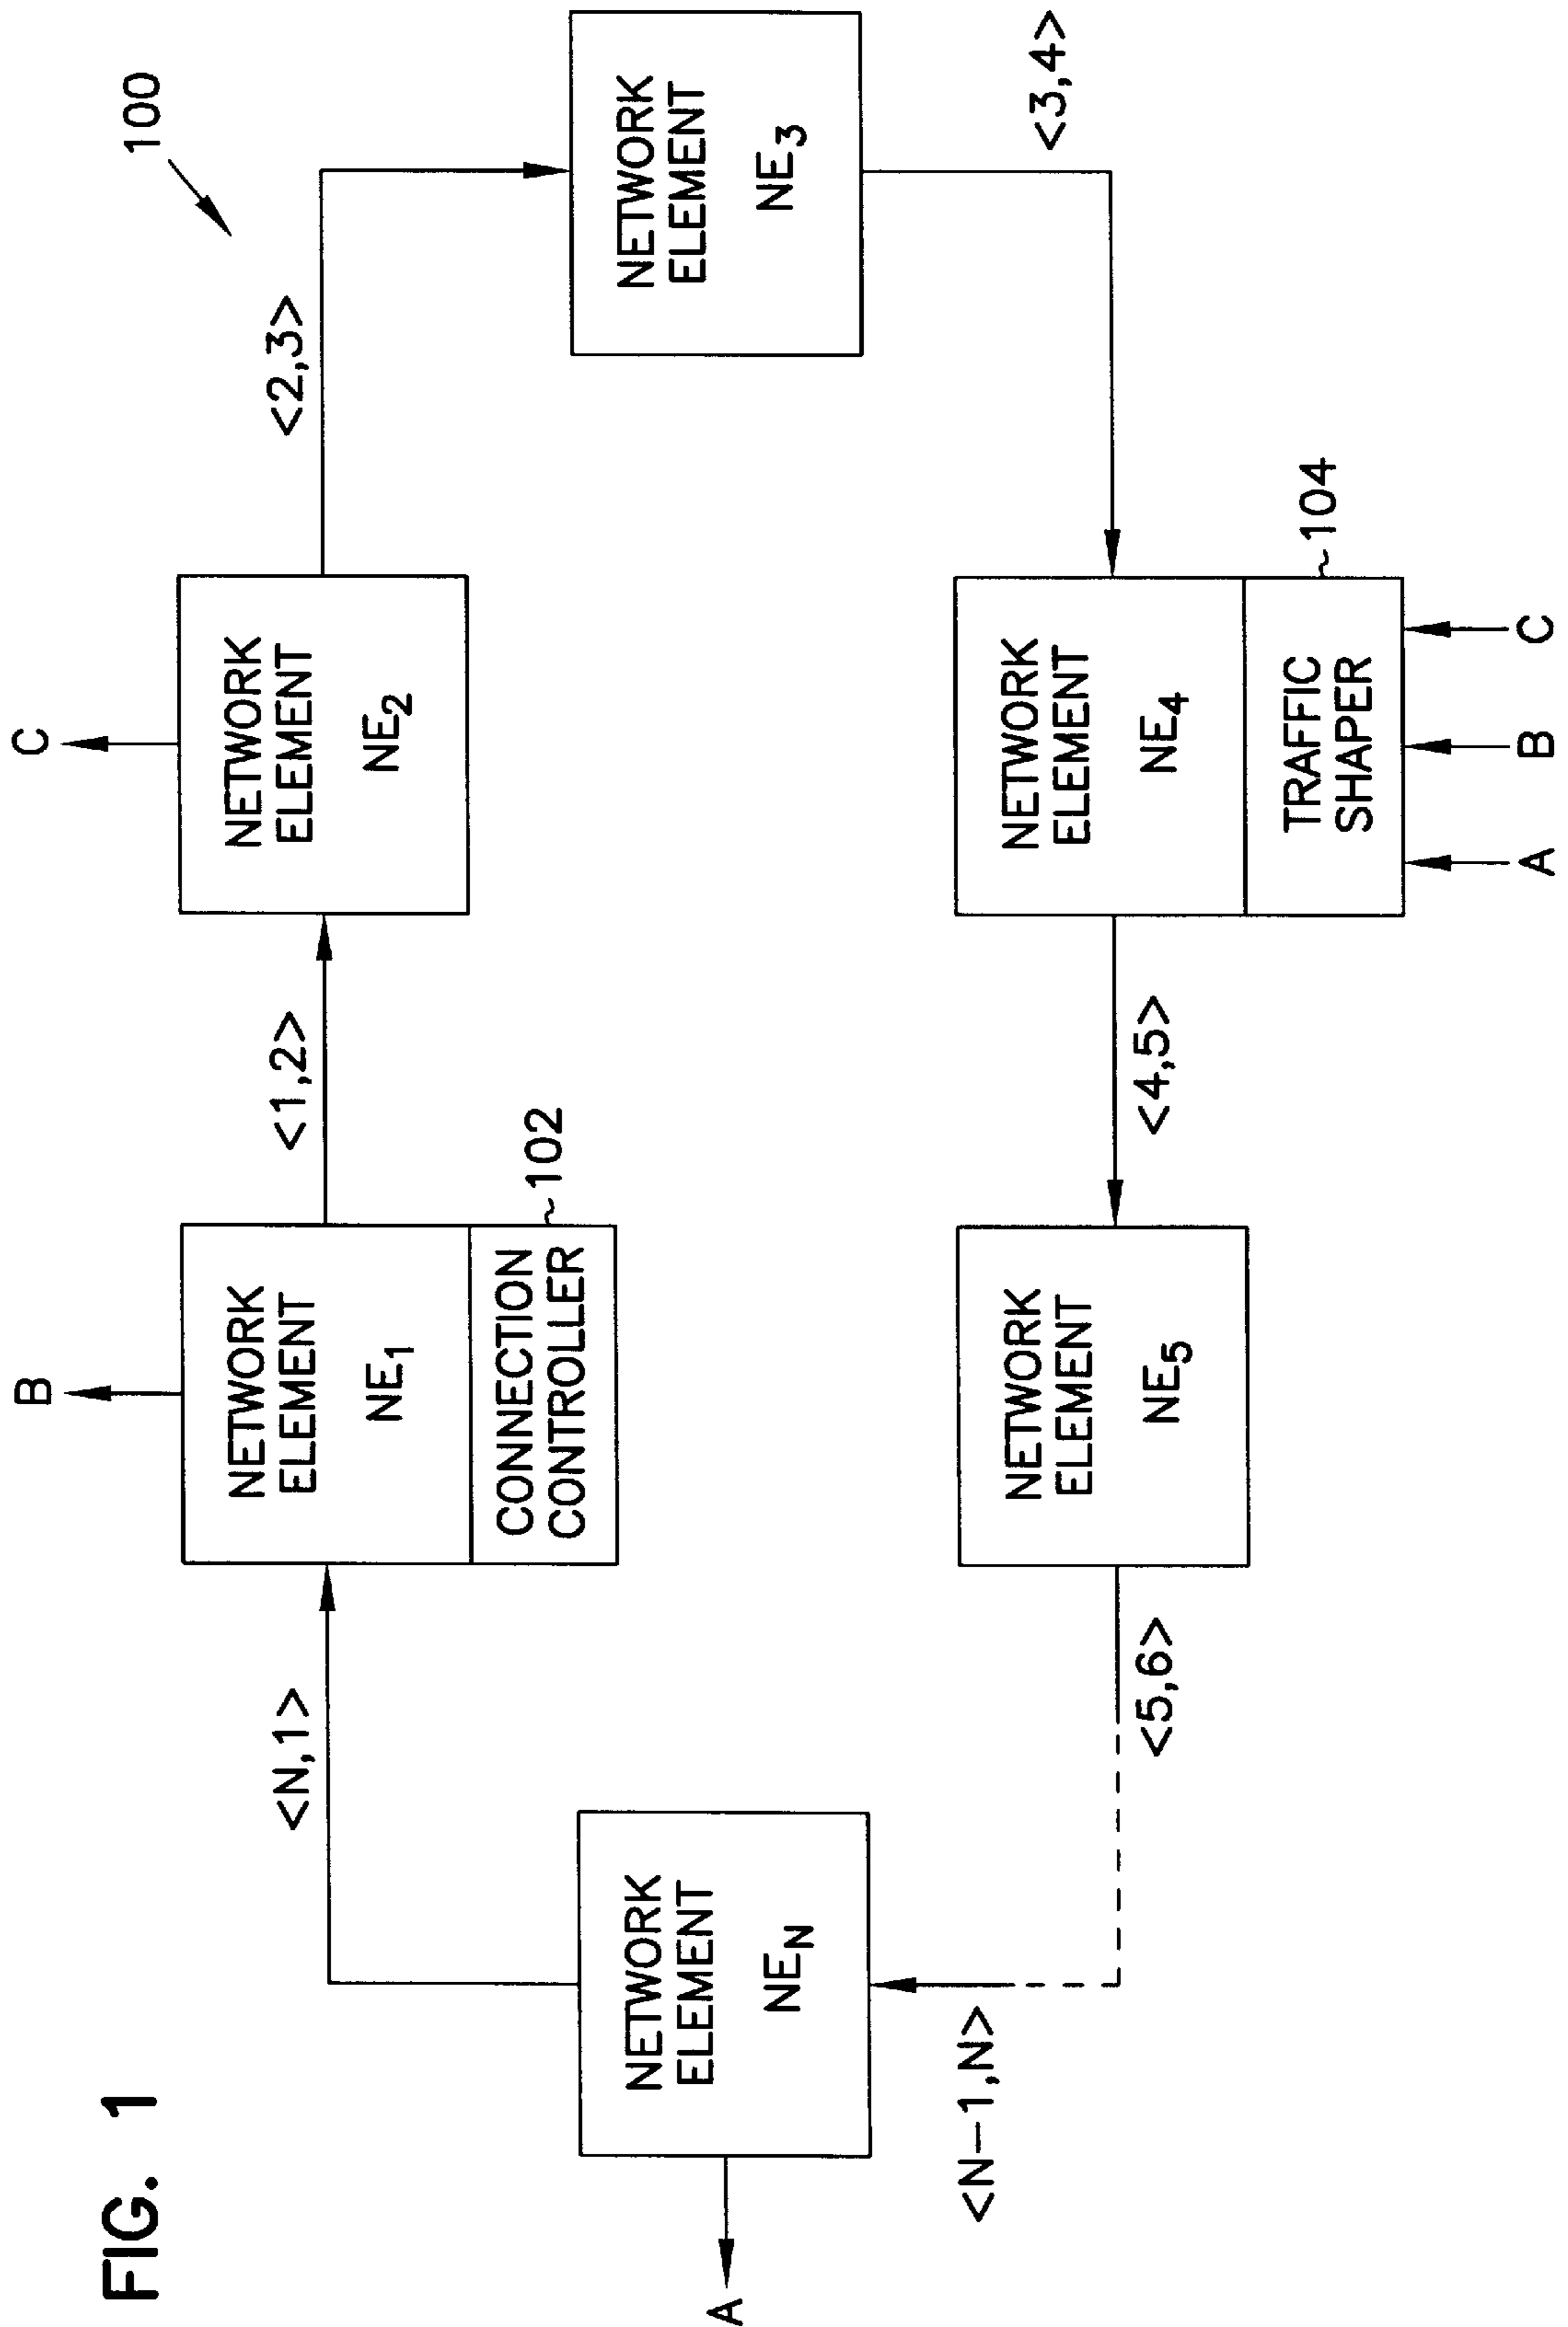 FIG. 1
100
B
C
<N,1>
<1,2>
<2,3>
NETWORK
ELEMENT
NE1
CONNECTION
CONTROLLER
102
NETWORK
ELEMENT
NE2
A
NETWORK
ELEMENT
NEN
NETWORK
ELEMENT
NE3
<N-1,N>
<3,4>
NETWORK
ELEMENT
NE5
NETWORK
ELEMENT
NE4
TRAFFIC
SHAPER
104
<5,6>
<4,5>
A
B
C